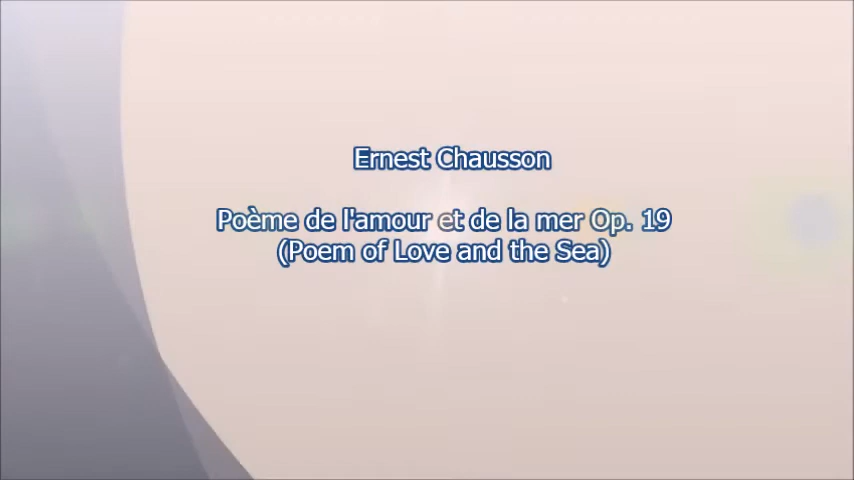 Ernest Chausson
Poème de l'amour et de la mer Op. 19
(Poem of Love and the Sea)